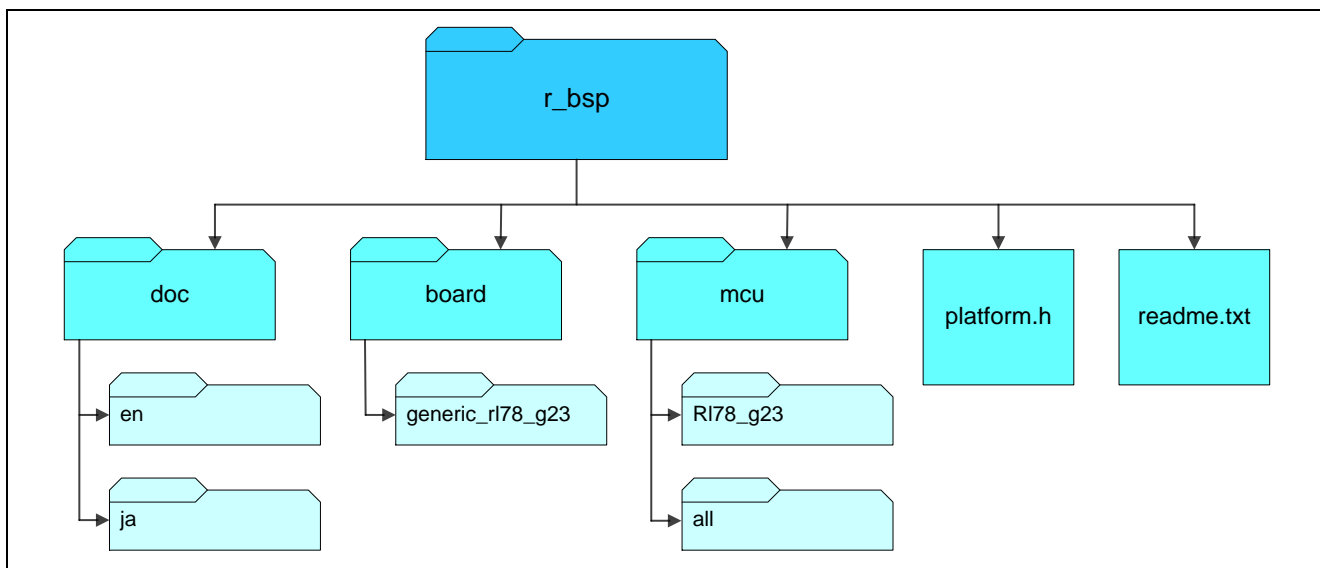 r_bsp
doc
board
mcu
platform.h
readme.txt
en
generic_rl78_g23
Rl78_g23
ja
all